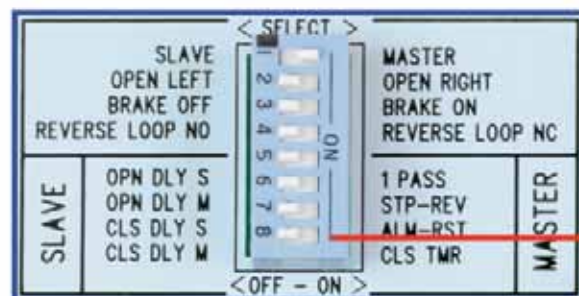 < SELECT >
SLAVE 1 MASTER
OPEN LEFT 2 OPEN RIGHT
BRAKE OFF 3 BRAKE ON
REVERSE LOOP NO 4 REVERSE LOOP NC
ON
SLAVE
OPN DLY S 5 1 PASS
OPN DLY M 6 STP-REV
CLS DLY S 7 ALM-RST
CLS DLY M 8 CLS TMR
MASTER
<OFF - ON >